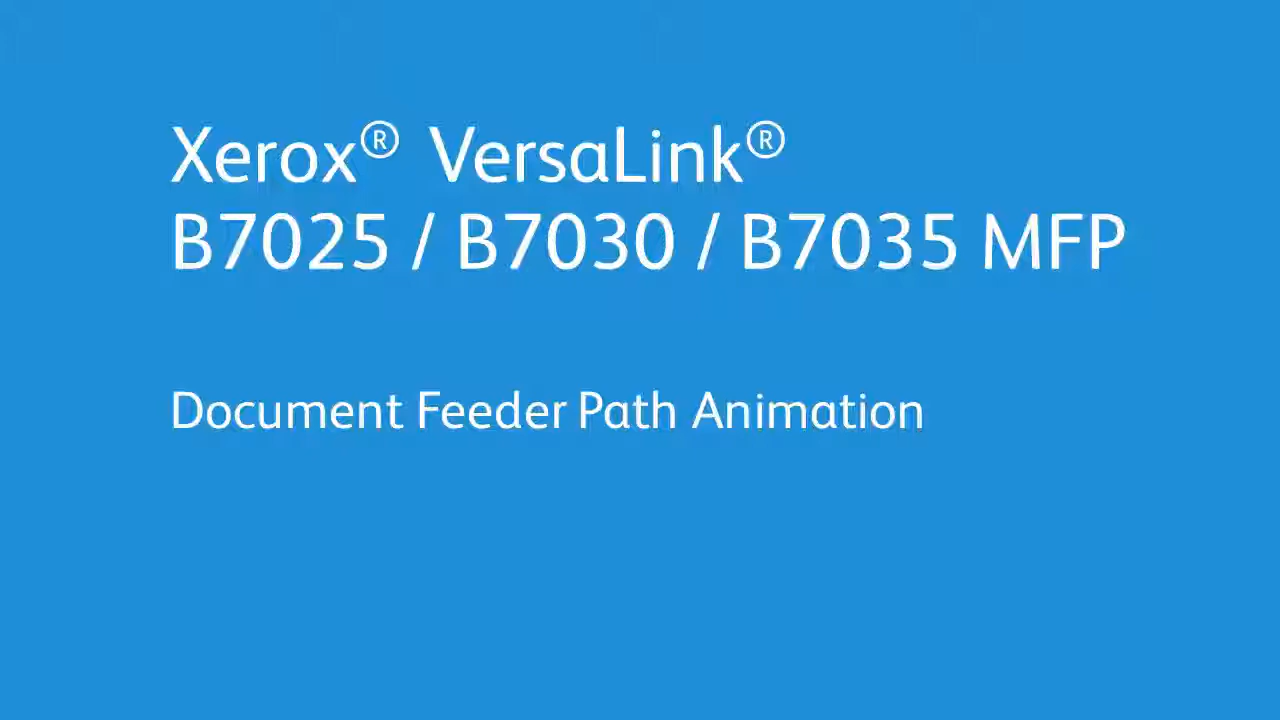 Xerox® VersaLink®
B7025 / B7030 / B7035 MFP
Document Feeder Path Animation